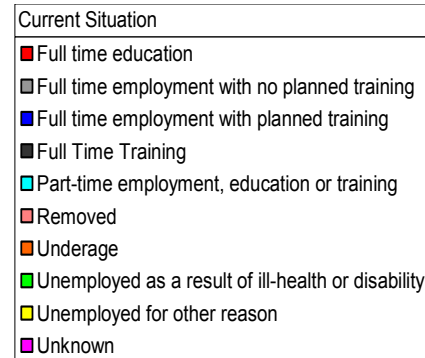 Current Situation
Full time education
Full time employment with no planned training
Full time employment with planned training
Full Time Training
Part-time employment, education or training
Removed
Underage
Unemployed as a result of ill-health or disability
Unemployed for other reason
Unknown